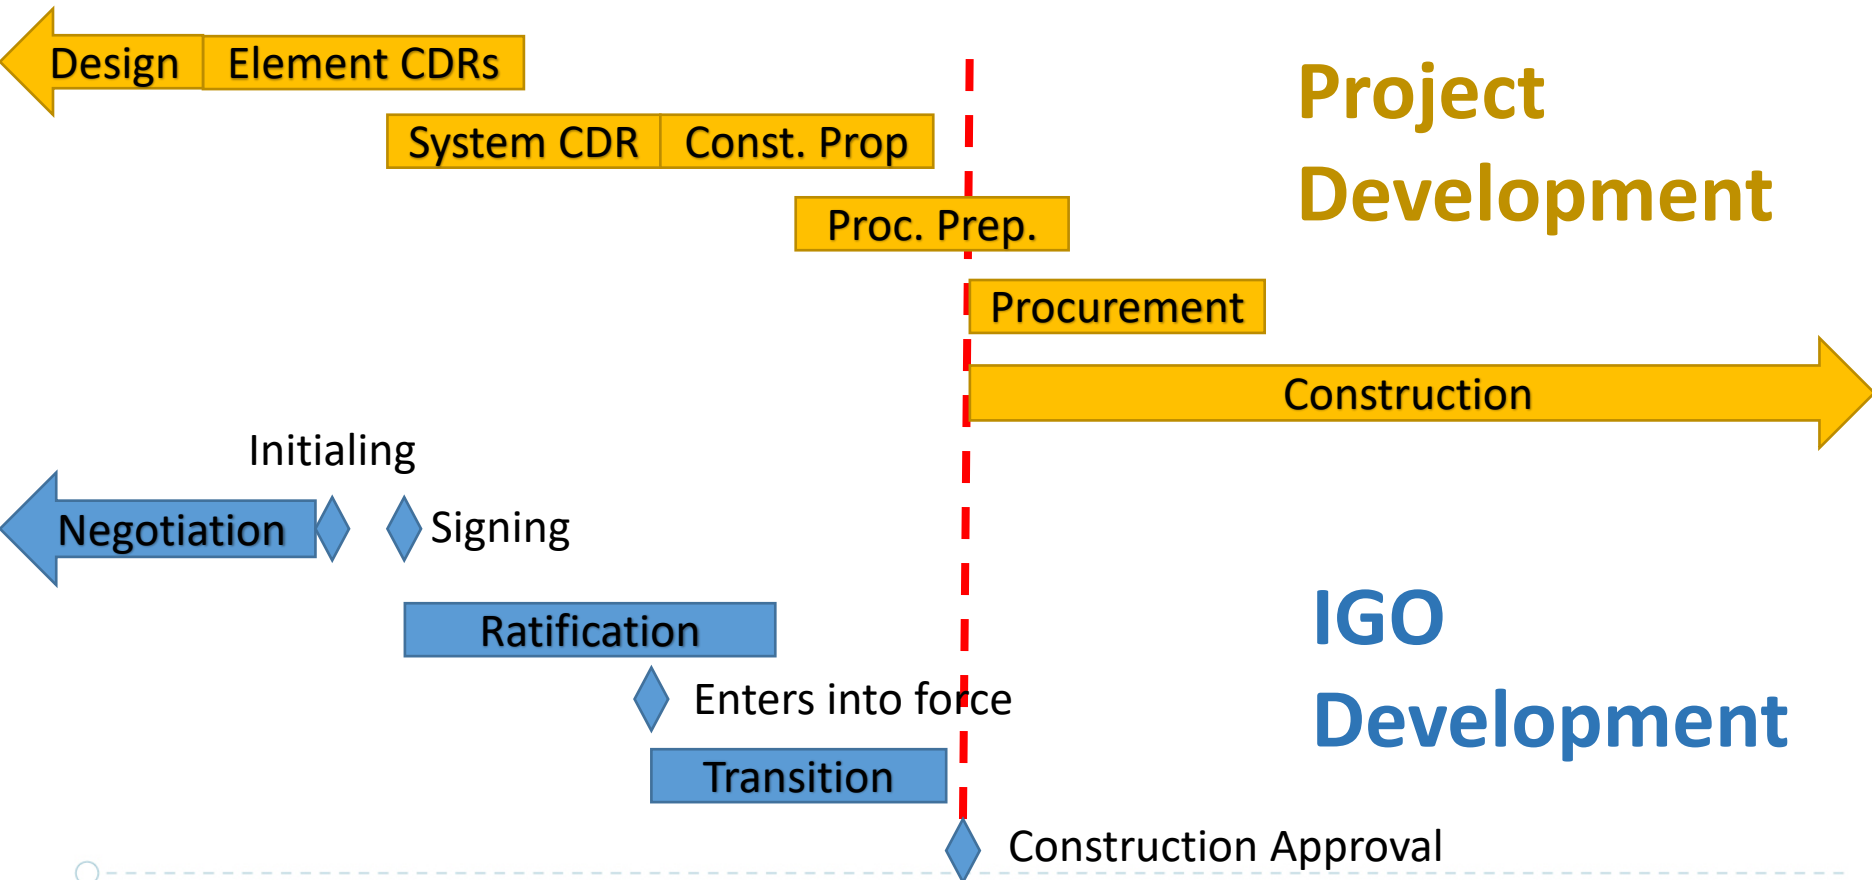 Design
Element CDRs
System CDR
Const. Prop
Proc. Prep.
Procurement
Construction
Project
Development
Initialing
Negotiation
Signing
Ratification
Enters into force
Transition
Construction Approval
IGO
Development